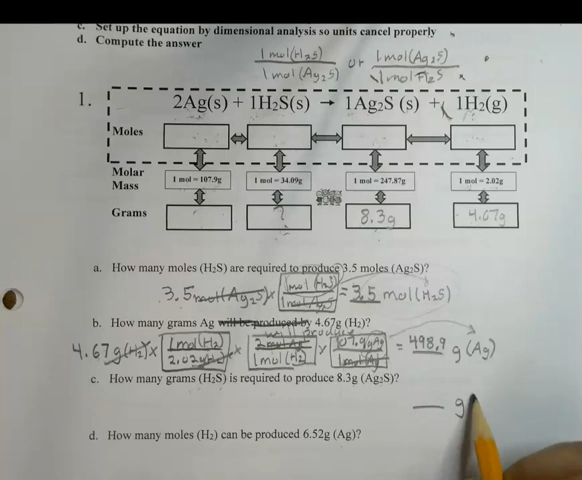 c. Set up the equation by dimensional analysis so units cancel properly
d. Compute the answer
1 mol(H2S) or 1 mol(Ag2S)
1 mol(Ag2S) 1 mol H2S
1. 2Ag(s) + 1H2S(s) → 1Ag2S (s) + 1H2(g)
Moles
Molar Mass 1 mol = 107.9g 1 mol = 34.09g 1 mol = 247.87g 1 mol = 2.02g
Grams ? 8.3g 4.67g
a. How many moles (H2S) are required to produce 3.5 moles (Ag2S)?
3.5 mol(Ag2S) x 1 mol(H2S) = 3.5 mol(H2S)
1 mol Ag2S
b. How many grams Ag will be produced by 4.67g (H2)?
will produce
4.67 g(H2) x 1 mol(H2) x 2 mol Ag x 107.9g Ag = 498.9 g (Ag)
2.02g(H2) 1 mol(H2) 1 mol(Ag)
c. How many grams (H2S) is required to produce 8.3g (Ag2S)?
g
d. How many moles (H2) can be produced 6.52g (Ag)?